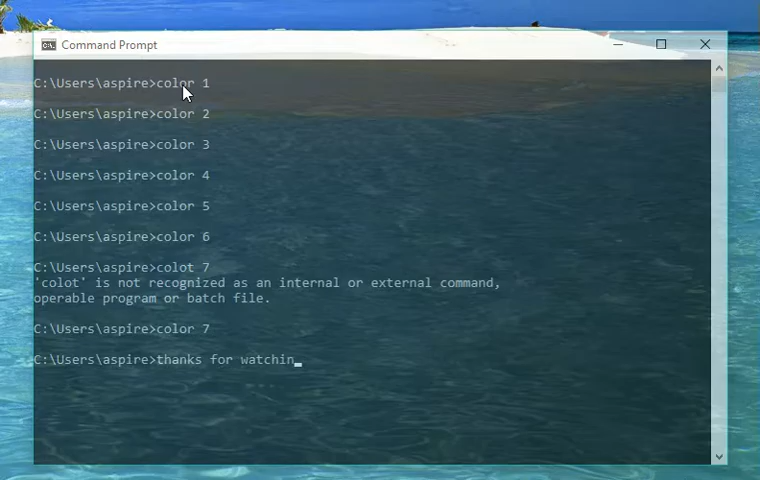 Command Prompt
C:\Users\aspire>color 1
C:\Users\aspire>color 2
C:\Users\aspire>color 3
C:\Users\aspire>color 4
C:\Users\aspire>color 5
C:\Users\aspire>color 6
C:\Users\aspire>colot 7
'colot' is not recognized as an internal or external command,
operable program or batch file.
C:\Users\aspire>color 7
C:\Users\aspire>thanks for watchin